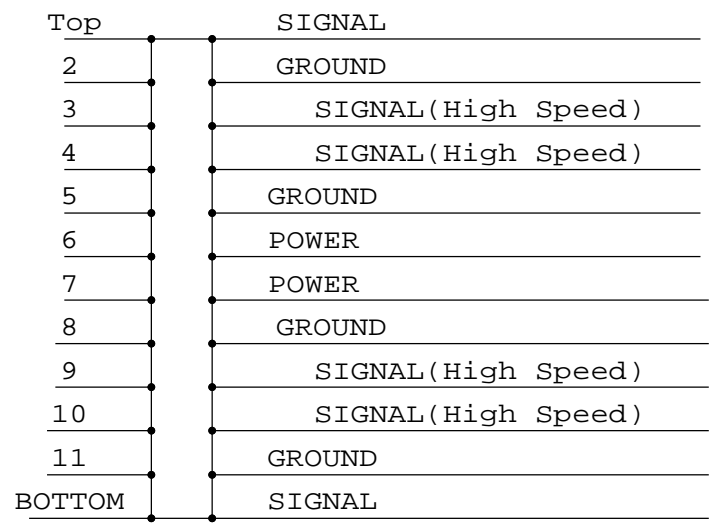 Top SIGNAL
2 GROUND
3 SIGNAL(High Speed)
4 SIGNAL(High Speed)
5 GROUND
6 POWER
7 POWER
8 GROUND
9 SIGNAL(High Speed)
10 SIGNAL(High Speed)
11 GROUND
BOTTOM SIGNAL